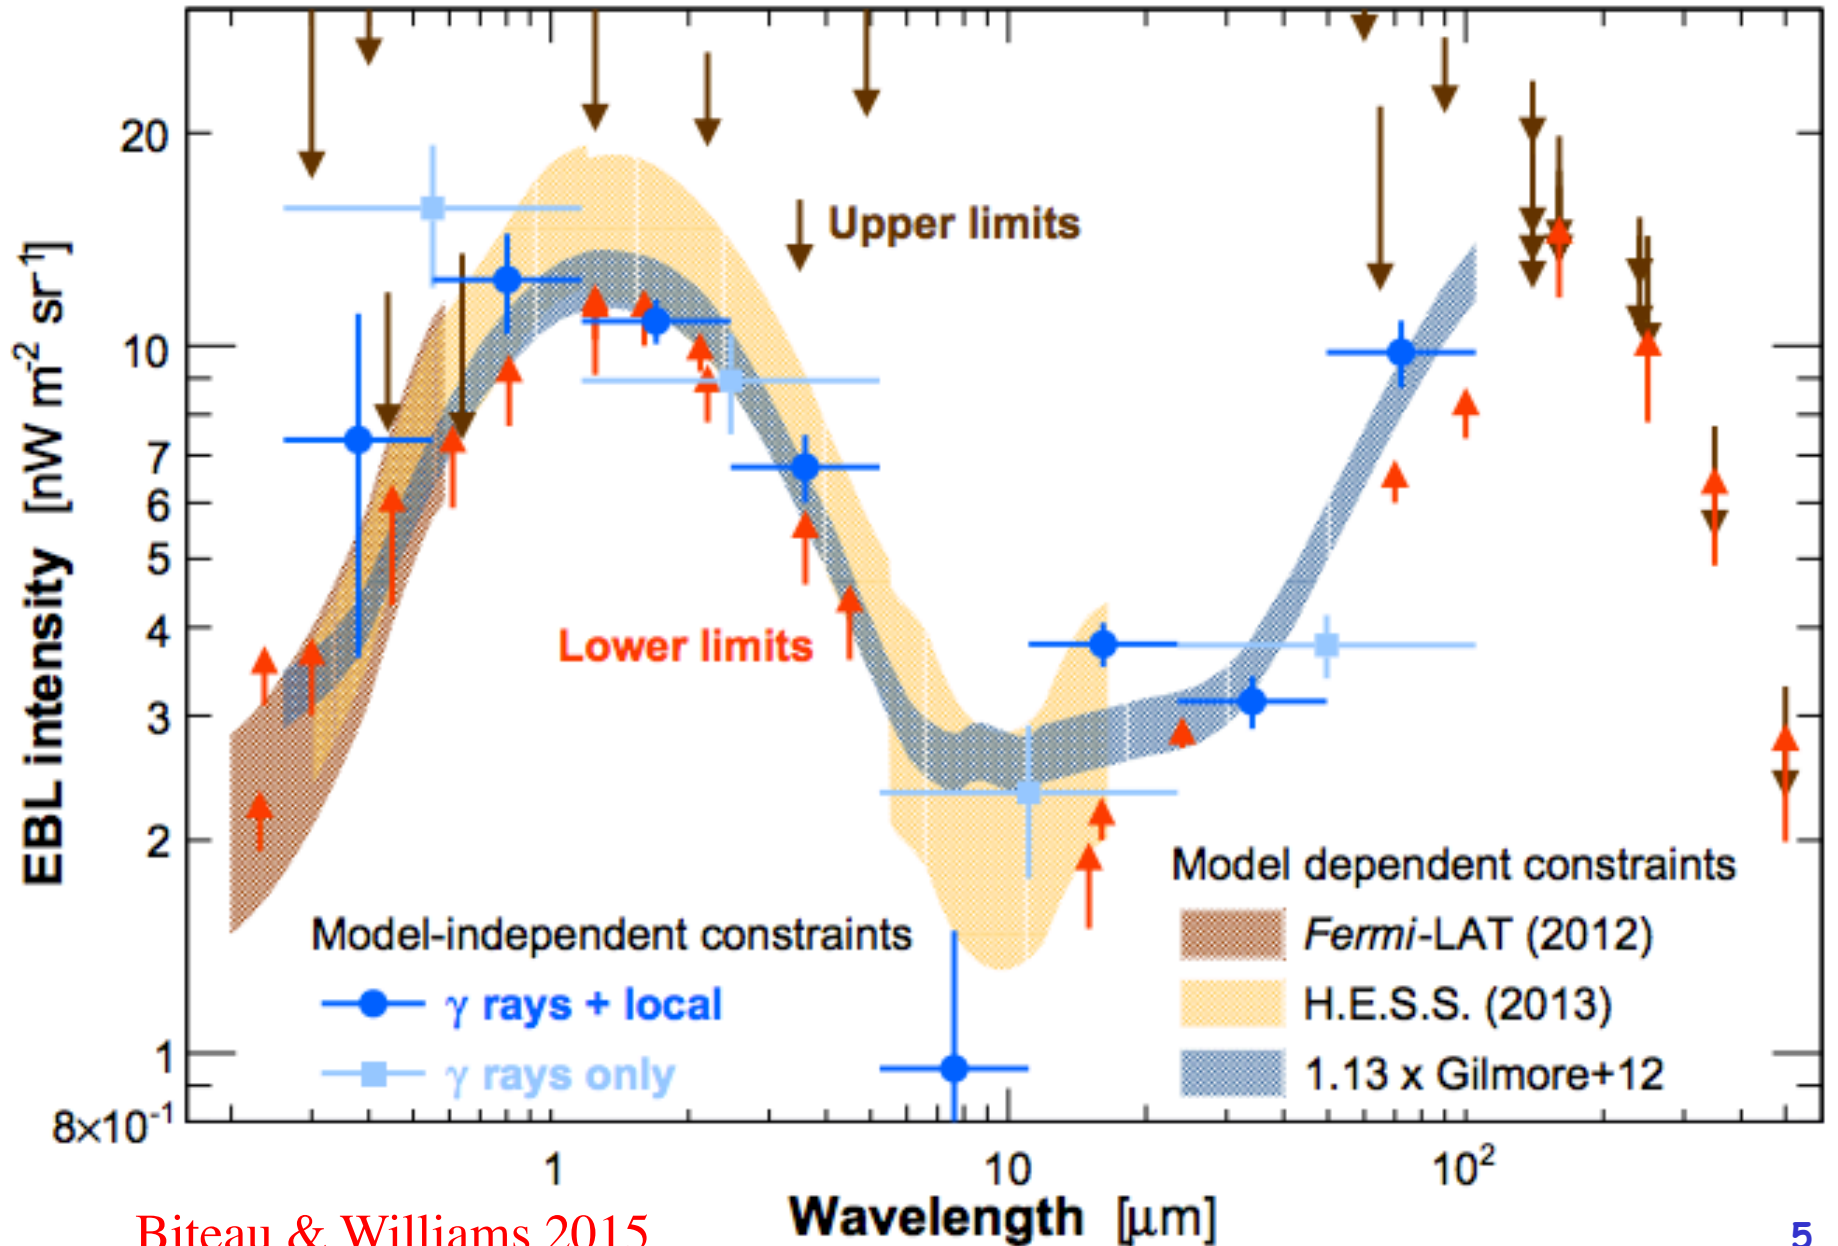 20
10
7
6
5
4
3
2
1
8×10⁻¹
EBL intensity [nW m⁻² sr⁻¹]
Upper limits
Lower limits
Model-independent constraints
γ rays + local
γ rays only
Model dependent constraints
Fermi-LAT (2012)
H.E.S.S. (2013)
1.13 x Gilmore+12
1 10 10²
Wavelength [μm]
Biteau & Williams 2015
5